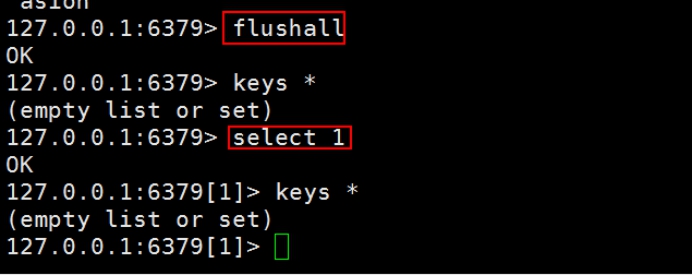 asion
127.0.0.1:6379> flushall
OK
127.0.0.1:6379> keys *
(empty list or set)
127.0.0.1:6379> select 1
OK
127.0.0.1:6379[1]> keys *
(empty list or set)
127.0.0.1:6379[1]>